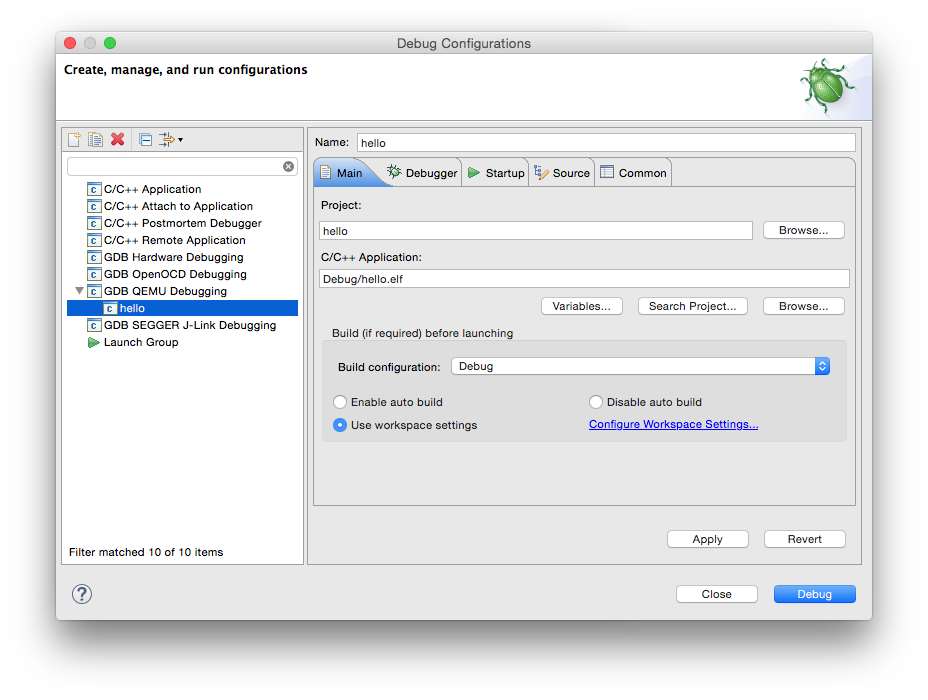 Debug Configurations
Create, manage, and run configurations
C/C++ Application
C/C++ Attach to Application
C/C++ Postmortem Debugger
C/C++ Remote Application
GDB Hardware Debugging
GDB OpenOCD Debugging
GDB QEMU Debugging
hello
GDB SEGGER J-Link Debugging
Launch Group
Filter matched 10 of 10 items
Name: hello
Main Debugger Startup Source Common
Project:
hello Browse...
C/C++ Application:
Debug/hello.elf
Variables... Search Project... Browse...
Build (if required) before launching
Build configuration: Debug
Enable auto build Disable auto build
Use workspace settings Configure Workspace Settings...
Apply Revert
? Close Debug